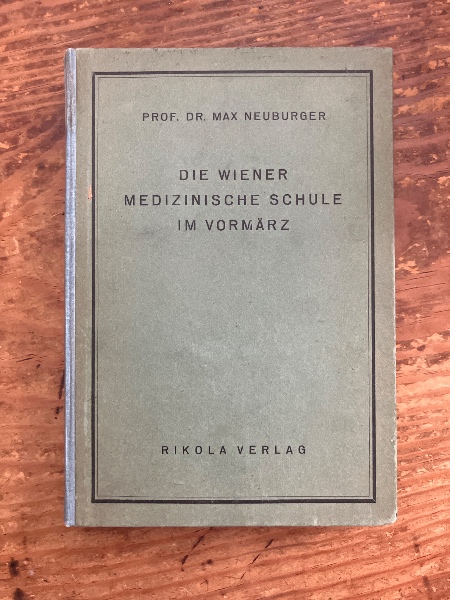 PROF. DR. MAX NEUBURGER
DIE WIENER
MEDIZINISCHE SCHULE
IM VORMÄRZ
RIKOLA VERLAG